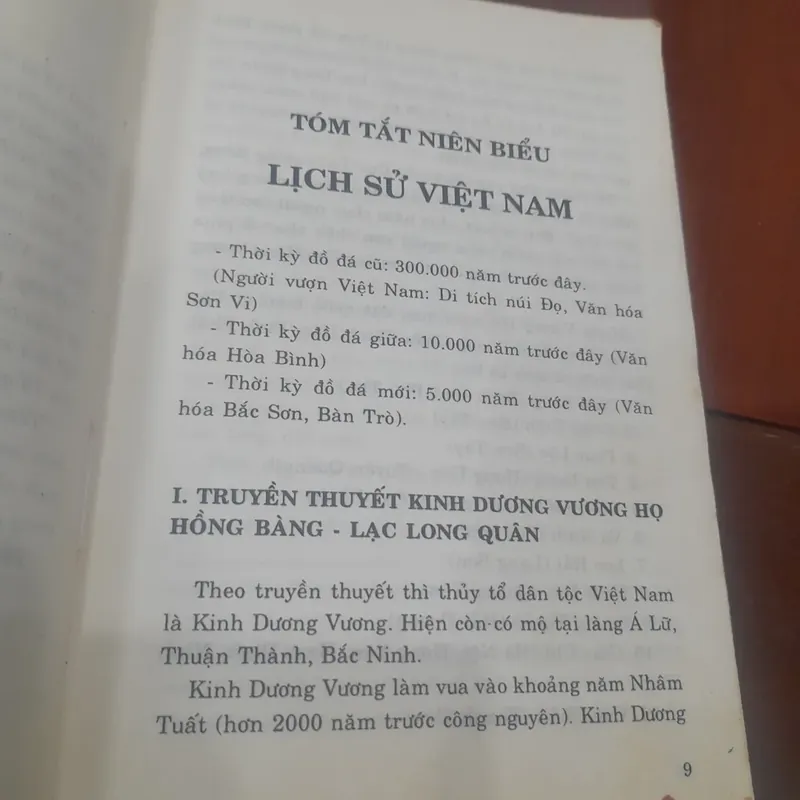 TÓM TẮT NIÊN BIỂU
LỊCH SỬ VIỆT NAM
- Thời kỳ đồ đá cũ: 300.000 năm trước đây.
(Người vượn Việt Nam: Di tích núi Đọ, Văn hóa
Sơn Vi)
- Thời kỳ đồ đá giữa: 10.000 năm trước đây (Văn
hóa Hòa Bình)
- Thời kỳ đồ đá mới: 5.000 năm trước đây (Văn
hóa Bắc Sơn, Bàn Trò).
I. TRUYỀN THUYẾT KINH DƯƠNG VƯƠNG HỌ
HỒNG BÀNG - LẠC LONG QUÂN
Theo truyền thuyết thì thủy tổ dân tộc Việt Nam
là Kinh Dương Vương. Hiện còn có mộ tại làng Á Lữ,
Thuận Thành, Bắc Ninh.
Kinh Dương Vương làm vua vào khoảng năm Nhâm
Tuất (hơn 2000 năm trước công nguyên). Kinh Dương
9